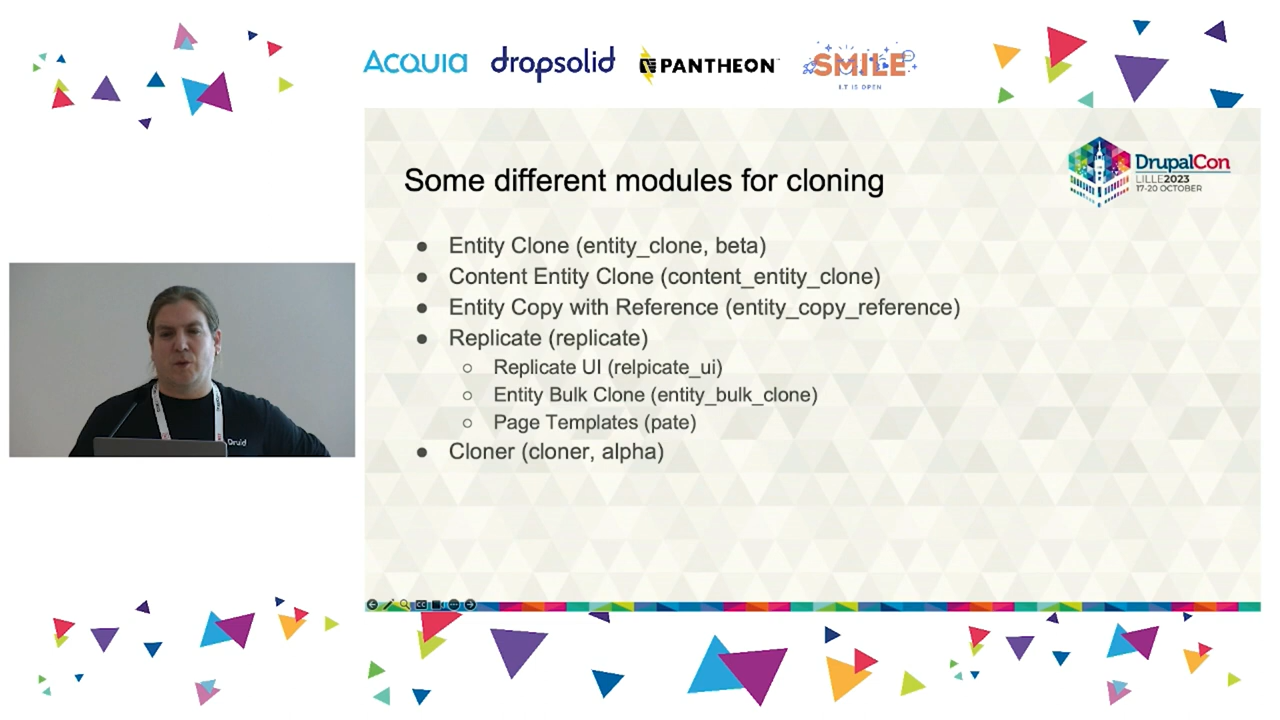 ACQUIA
dropsolid
PANTHEON
SMILE
I.T IS OPEN
DrupalCon
LILLE2023
17-20 OCTOBER
Some different modules for cloning
● Entity Clone (entity_clone, beta)
● Content Entity Clone (content_entity_clone)
● Entity Copy with Reference (entity_copy_reference)
● Replicate (replicate)
○ Replicate UI (relpicate_ui)
○ Entity Bulk Clone (entity_bulk_clone)
○ Page Templates (pate)
● Cloner (cloner, alpha)
Druid